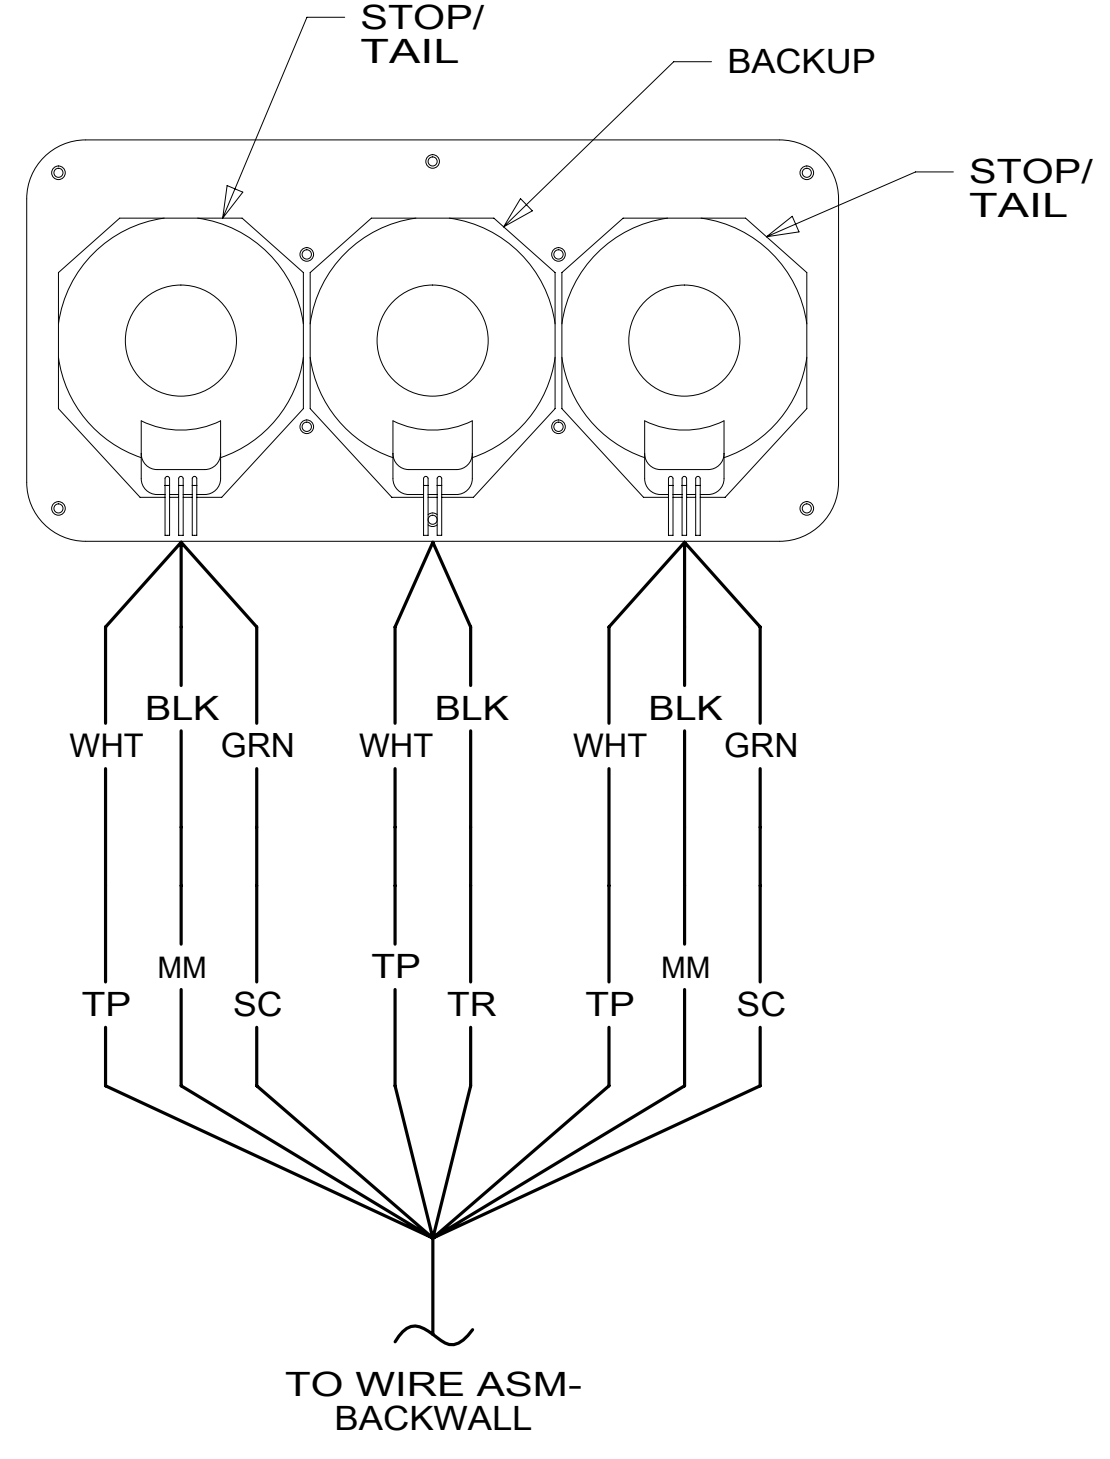 STOP/
TAIL
BACKUP
STOP/
TAIL
BLK BLK BLK
WHT GRN WHT WHT GRN
MM TP MM
TP SC TR TP SC
TO WIRE ASM-
BACKWALL